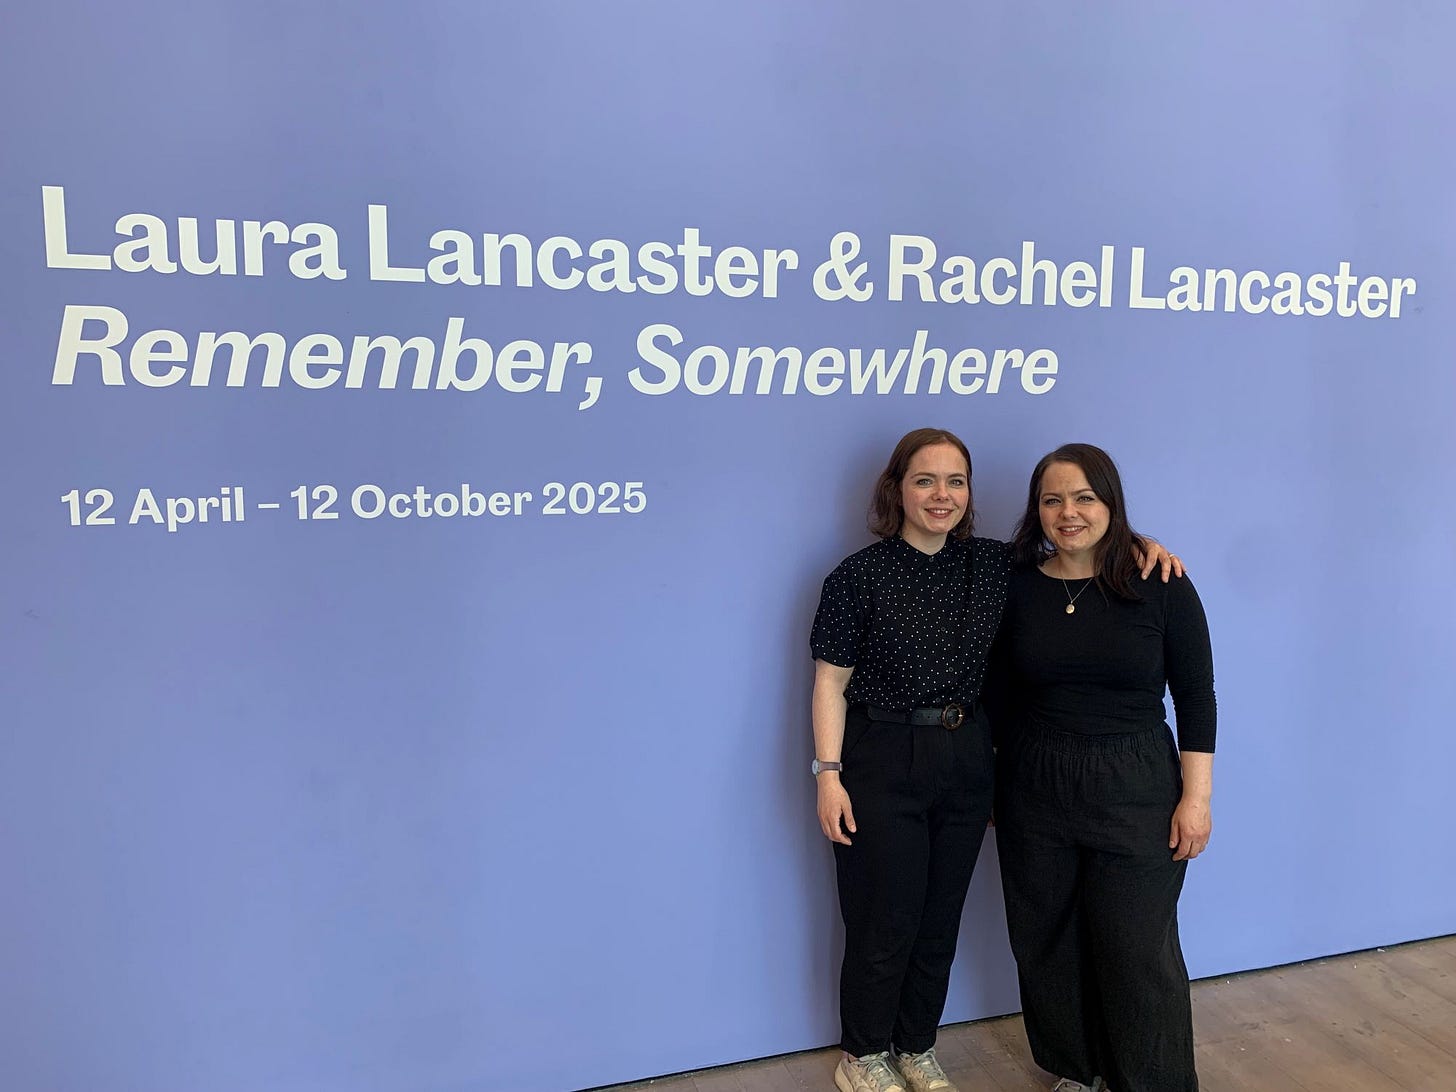 Laura Lancaster & Rachel Lancaster
Remember, Somewhere
12 April – 12 October 2025